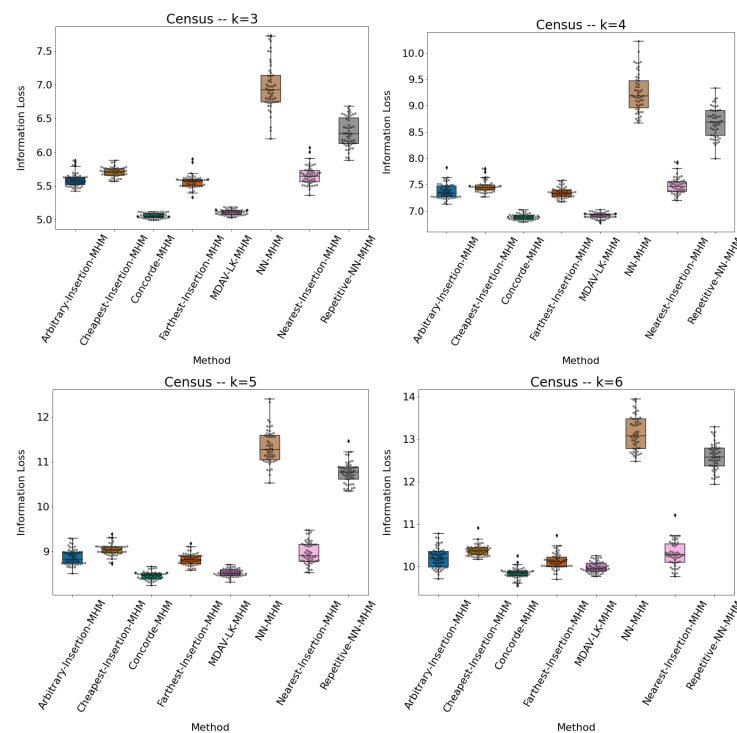 Census -- k=3
Information Loss
7.5
7.0
6.5
6.0
5.5
5.0
Arbitrary-Insertion-MHM
Cheapest-Insertion-MHM
Concorde-MHM
Farthest-Insertion-MHM
MDAV-LK-MHM
NN-MHM
Nearest-Insertion-MHM
Repetitive-NN-MHM
Method
Census -- k=4
Information Loss
10.0
9.5
9.0
8.5
8.0
7.5
7.0
Arbitrary-Insertion-MHM
Cheapest-Insertion-MHM
Concorde-MHM
Farthest-Insertion-MHM
MDAV-LK-MHM
NN-MHM
Nearest-Insertion-MHM
Repetitive-NN-MHM
Method
Census -- k=5
Information Loss
12
11
10
9
Arbitrary-Insertion-MHM
Cheapest-Insertion-MHM
Concorde-MHM
Farthest-Insertion-MHM
MDAV-LK-MHM
NN-MHM
Nearest-Insertion-MHM
Repetitive-NN-MHM
Method
Census -- k=6
Information Loss
14
13
12
11
10
Arbitrary-Insertion-MHM
Cheapest-Insertion-MHM
Concorde-MHM
Farthest-Insertion-MHM
MDAV-LK-MHM
NN-MHM
Nearest-Insertion-MHM
Repetitive-NN-MHM
Method